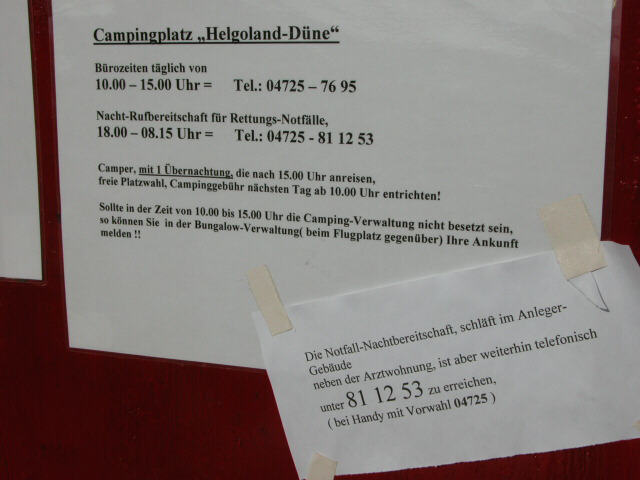 Campingplatz „Helgoland-Düne“
Bürozeiten täglich von
10.00 – 15.00 Uhr = Tel.: 04725 – 76 95
Nacht-Rufbereitschaft für Rettungs-Notfälle,
18.00 – 08.15 Uhr = Tel.: 04725 - 81 12 53
Camper, mit 1 Übernachtung, die nach 15.00 Uhr anreisen,
freie Platzwahl, Campinggebühr nächsten Tag ab 10.00 Uhr entrichten!
Sollte in der Zeit von 10.00 bis 15.00 Uhr die Camping-Verwaltung nicht besetzt sein,
so können Sie in der Bungalow-Verwaltung( beim Flugplatz gegenüber) Ihre Ankunft
melden !!
Die Notfall-Nachtbereitschaft, schläft im Anleger-
Gebäude
neben der Arztwohnung, ist aber weiterhin telefonisch
unter 81 12 53 zu erreichen,
( bei Handy mit Vorwahl 04725 )